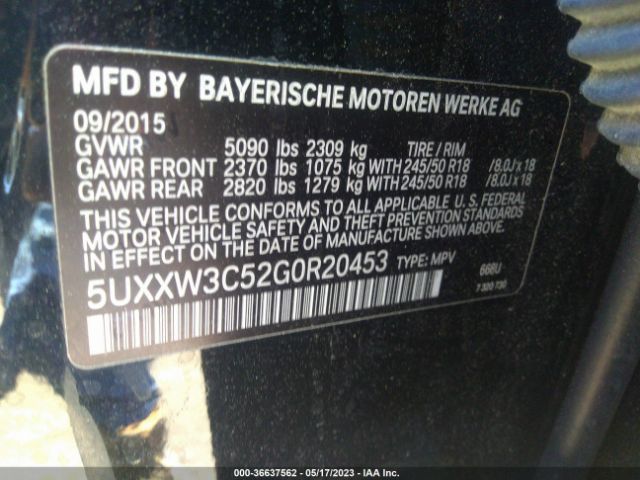 MFD BY BAYERISCHE MOTOREN WERKE AG
09/2015
GVWR 5090 lbs 2309 kg TIRE / RIM
GAWR FRONT 2370 lbs 1075 kg WITH 245/50 R18 /8.0J x 18
GAWR REAR 2820 lbs 1279 kg WITH 245/50 R18 /8.0J x 18
THIS VEHICLE CONFORMS TO ALL APPLICABLE U. S. FEDERAL
MOTOR VEHICLE SAFETY AND THEFT PREVENTION STANDARDS
IN EFFECT ON THE DATE OF MANUFACTURE SHOWN ABOVE.
5UXXW3C52G0R20453 TYPE: MPV 668U
7 320 730
000-36637562 - 05/17/2023 - IAA Inc.